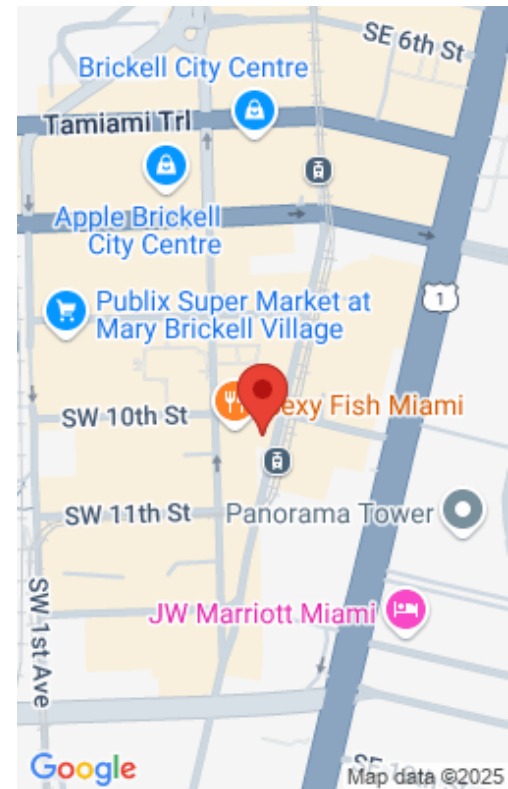 SE 6th St
Brickell City Centre
Tamiami Trl
Apple Brickell
City Centre
1
Publix Super Market at
Mary Brickell Village
SW 10th St
exy Fish Miami
SW 11th St
Panorama Tower
SW 1st Ave
JW Marriott Miami
Google
Map data ©2025